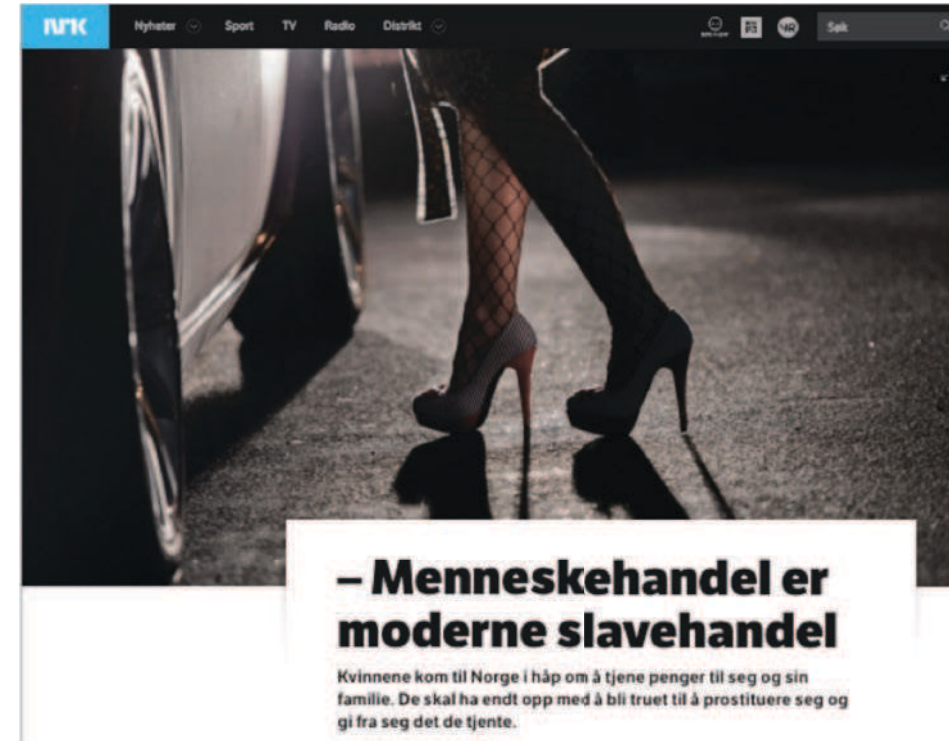 NRK
Nyheter Sport TV Radio Distrikt Søk
– Menneskehandel er
moderne slavehandel
Kvinnene kom til Norge i håp om å tjene penger til seg og sin
familie. De skal ha endt opp med å bli truet til å prostituere seg og
gi fra seg det de tjente.